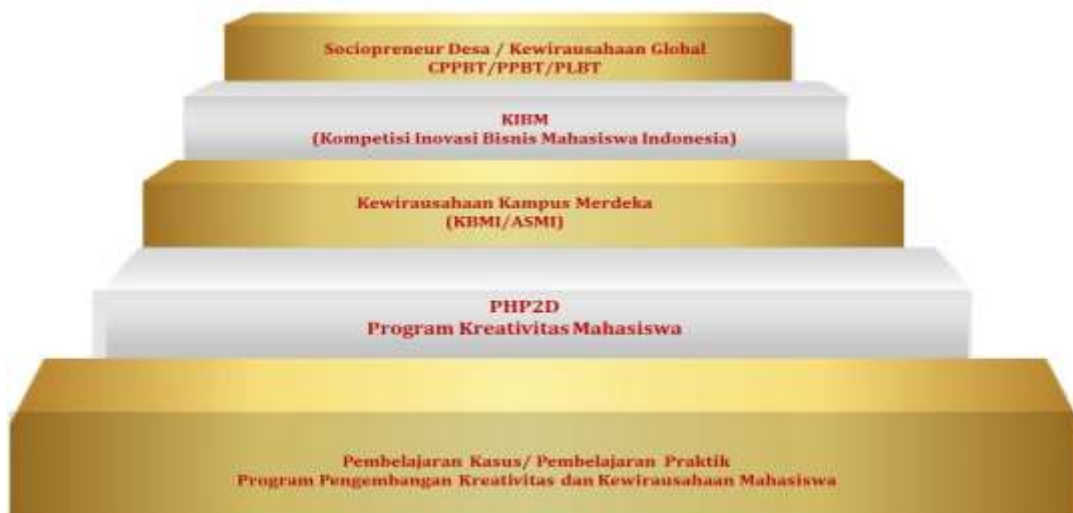 Sociopreneur Desa / Kewirausahaan Global
CPPBT/PPBT/PLBT
KIBM
(Kompetisi Inovasi Bisnis Mahasiswa Indonesia)
Kewirausahaan Kampus Merdeka
(KBMI/ASMI)
PHP2D
Program Kreativitas Mahasiswa
Pembelajaran Kasus/ Pembelajaran Praktik
Program Pengembangan Kreativitas dan Kewirausahaan Mahasiswa